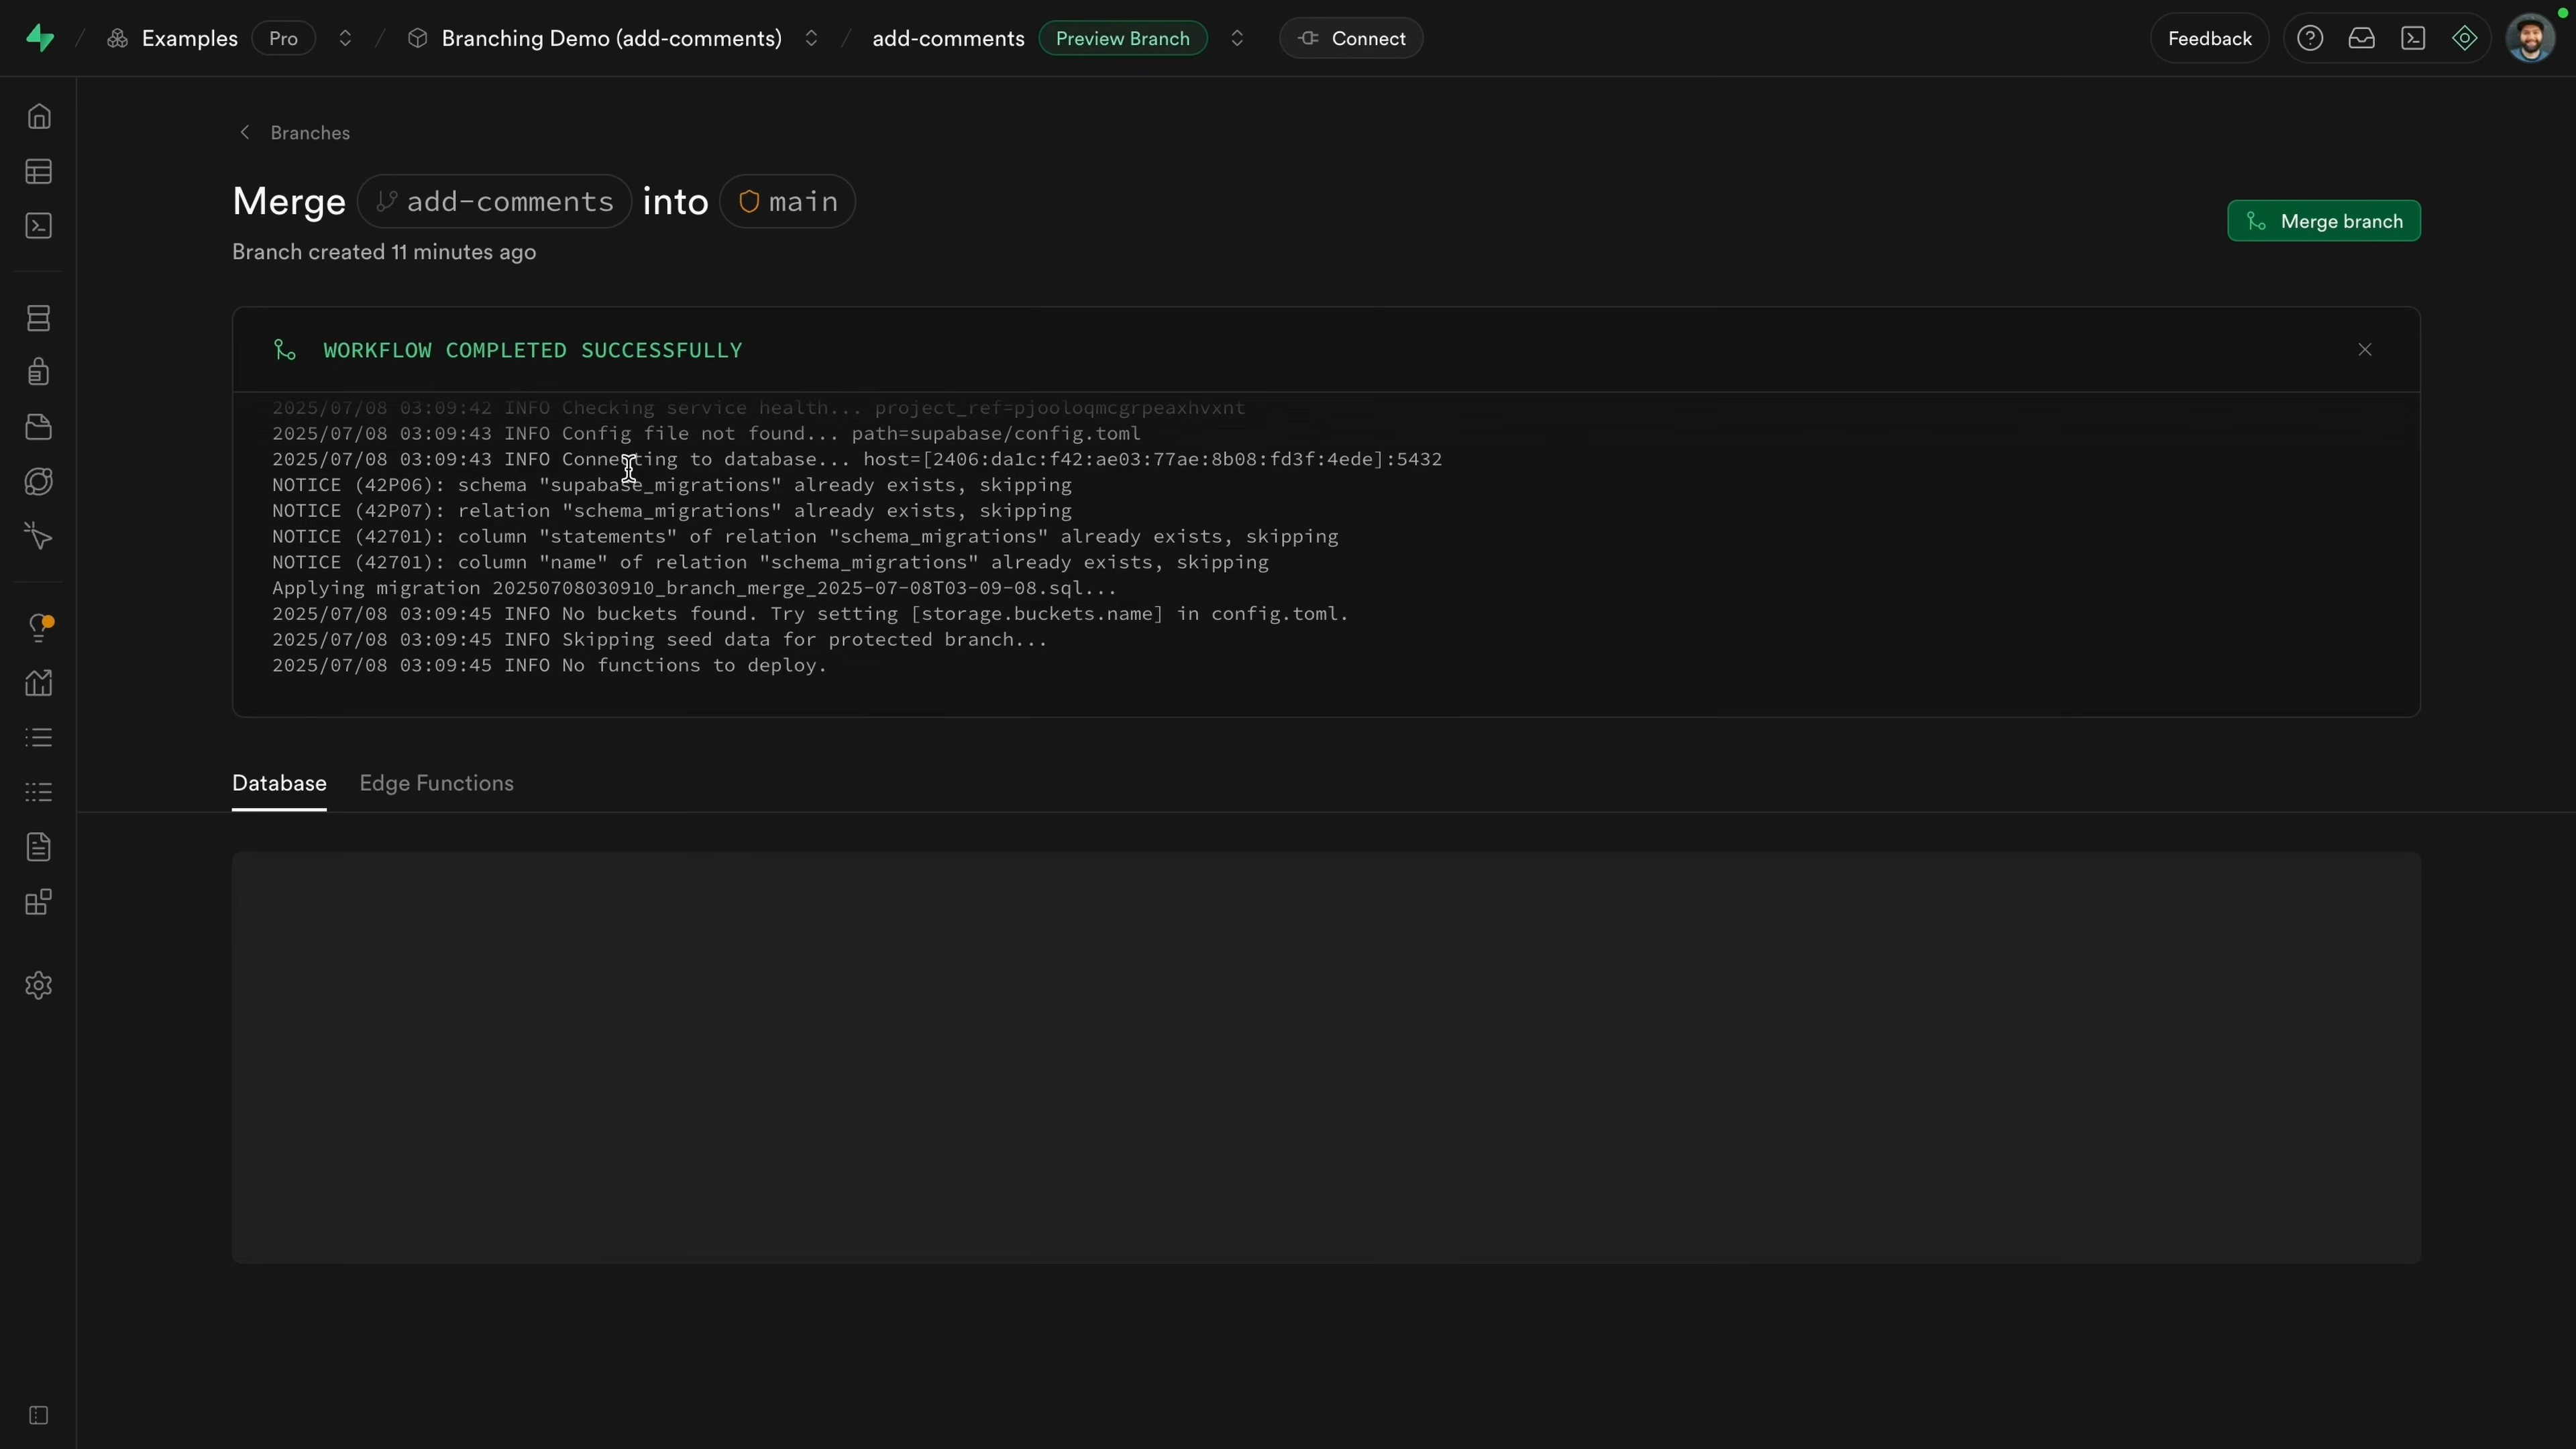 Examples Pro Branching Demo (add-comments) add-comments Preview Branch Connect Feedback
Branches
Merge add-comments into main
Merge branch
Branch created 11 minutes ago
WORKFLOW COMPLETED SUCCESSFULLY
2025/07/08 03:09:42 INFO Checking service health... project_ref=pjooloqmcgrpeaxhvxnt
2025/07/08 03:09:43 INFO Config file not found... path=supabase/config.toml
2025/07/08 03:09:43 INFO Connecting to database... host=[2406:da1c:f42:ae03:77ae:8b08:fd3f:4ede]:5432
NOTICE (42P06): schema "supabase_migrations" already exists, skipping
NOTICE (42P07): relation "schema_migrations" already exists, skipping
NOTICE (42701): column "statements" of relation "schema_migrations" already exists, skipping
NOTICE (42701): column "name" of relation "schema_migrations" already exists, skipping
Applying migration 20250708030910_branch_merge_2025-07-08T03-09-08.sql...
2025/07/08 03:09:45 INFO No buckets found. Try setting [storage.buckets.name] in config.toml.
2025/07/08 03:09:45 INFO Skipping seed data for protected branch...
2025/07/08 03:09:45 INFO No functions to deploy.
Database Edge Functions